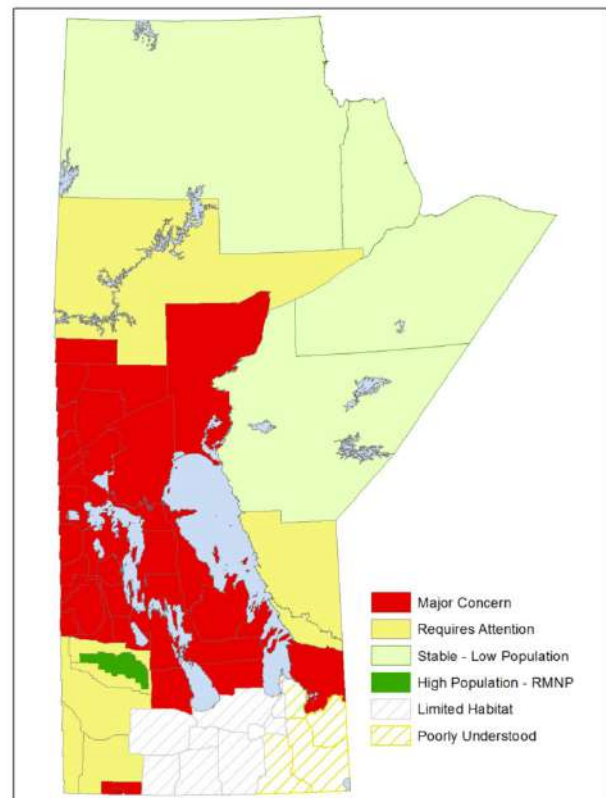 Major Concern
Requires Attention
Stable - Low Population
High Population - RMNP
Limited Habitat
Poorly Understood